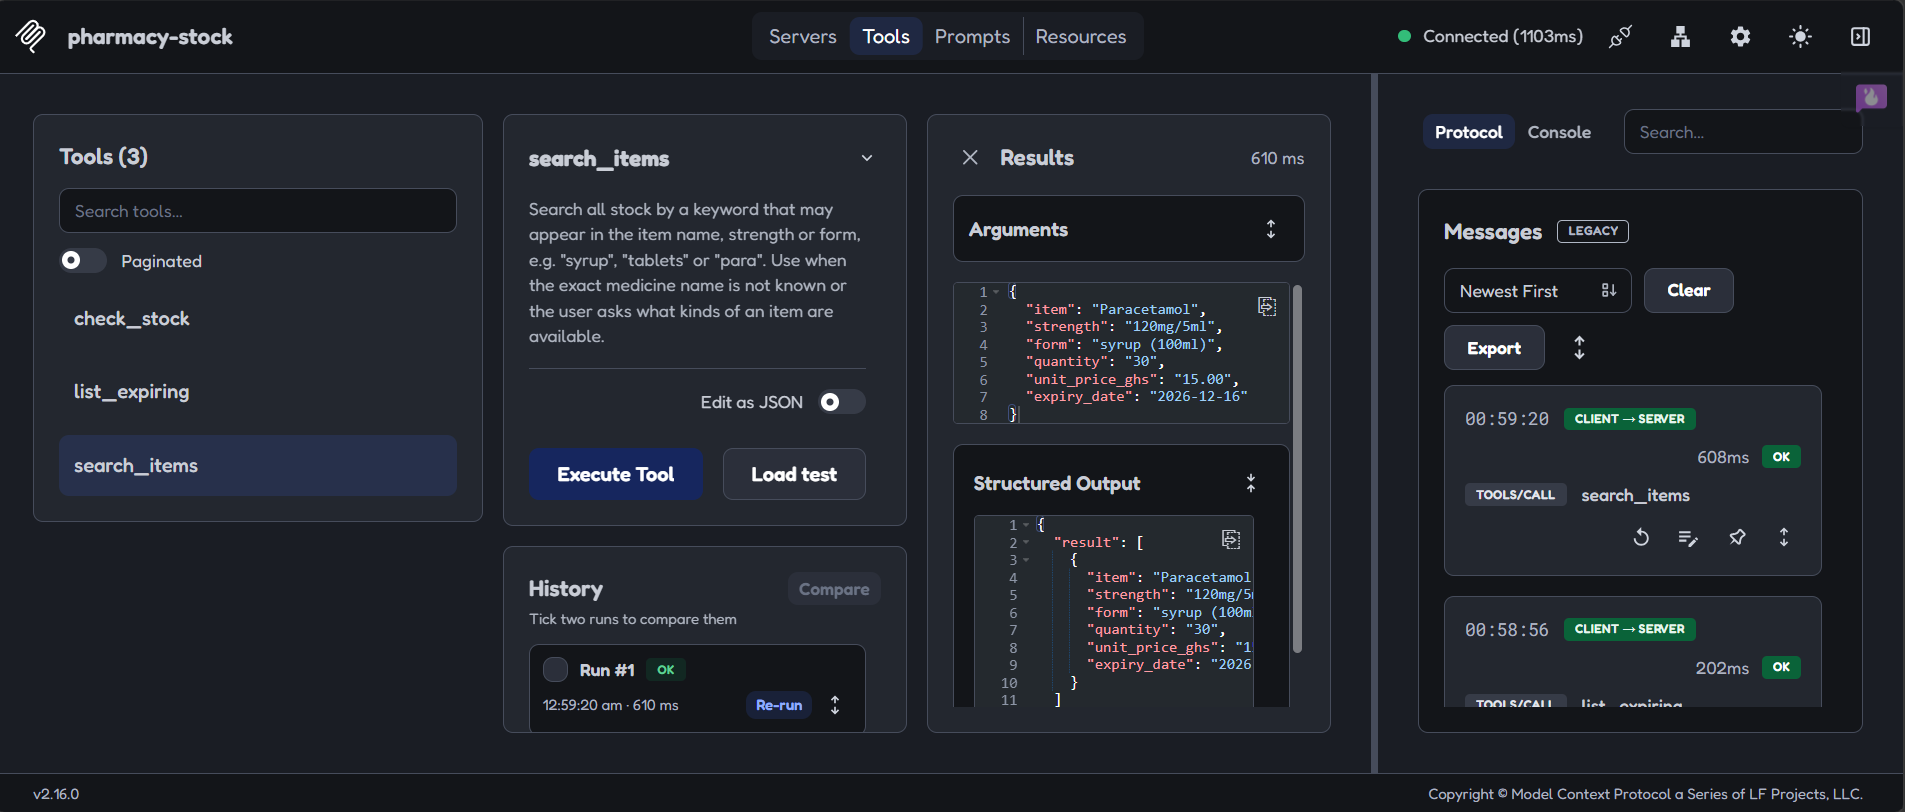 pharmacy-stock
Servers
Tools
Prompts
Resources
Connected (1103ms)
Tools (3)
Search tools...
Paginated
check_stock
list_expiring
search_items
search_items
Search all stock by a keyword that may
appear in the item name, strength or form,
e.g. "syrup", "tablets" or "para". Use when
the exact medicine name is not known or
the user asks what kinds of an item are
available.
Edit as JSON
Execute Tool
Load test
History
Compare
Tick two runs to compare them
Run #1
OK
12:59:20 am · 610 ms
Re-run
Results
610 ms
Arguments
1 {
2 "item": "Paracetamol",
3 "strength": "120mg/5ml",
4 "form": "syrup (100ml)",
5 "quantity": "30",
6 "unit_price_ghs": "15.00",
7 "expiry_date": "2026-12-16"
8 }
Structured Output
1 {
2 "result": [
3 {
4 "item": "Paracetamol
5 "strength": "120mg/5
6 "form": "syrup (100m
7 "quantity": "30",
8 "unit_price_ghs": "1
9 "expiry_date": "2026
10 }
11 ]
Protocol
Console
Search...
Messages
LEGACY
Newest First
Clear
Export
00:59:20
CLIENT → SERVER
608ms
OK
TOOLS/CALL
search_items
00:58:56
CLIENT → SERVER
202ms
OK
TOOLS/CALL
list_expiring
v2.16.0
Copyright © Model Context Protocol a Series of LF Projects, LLC.